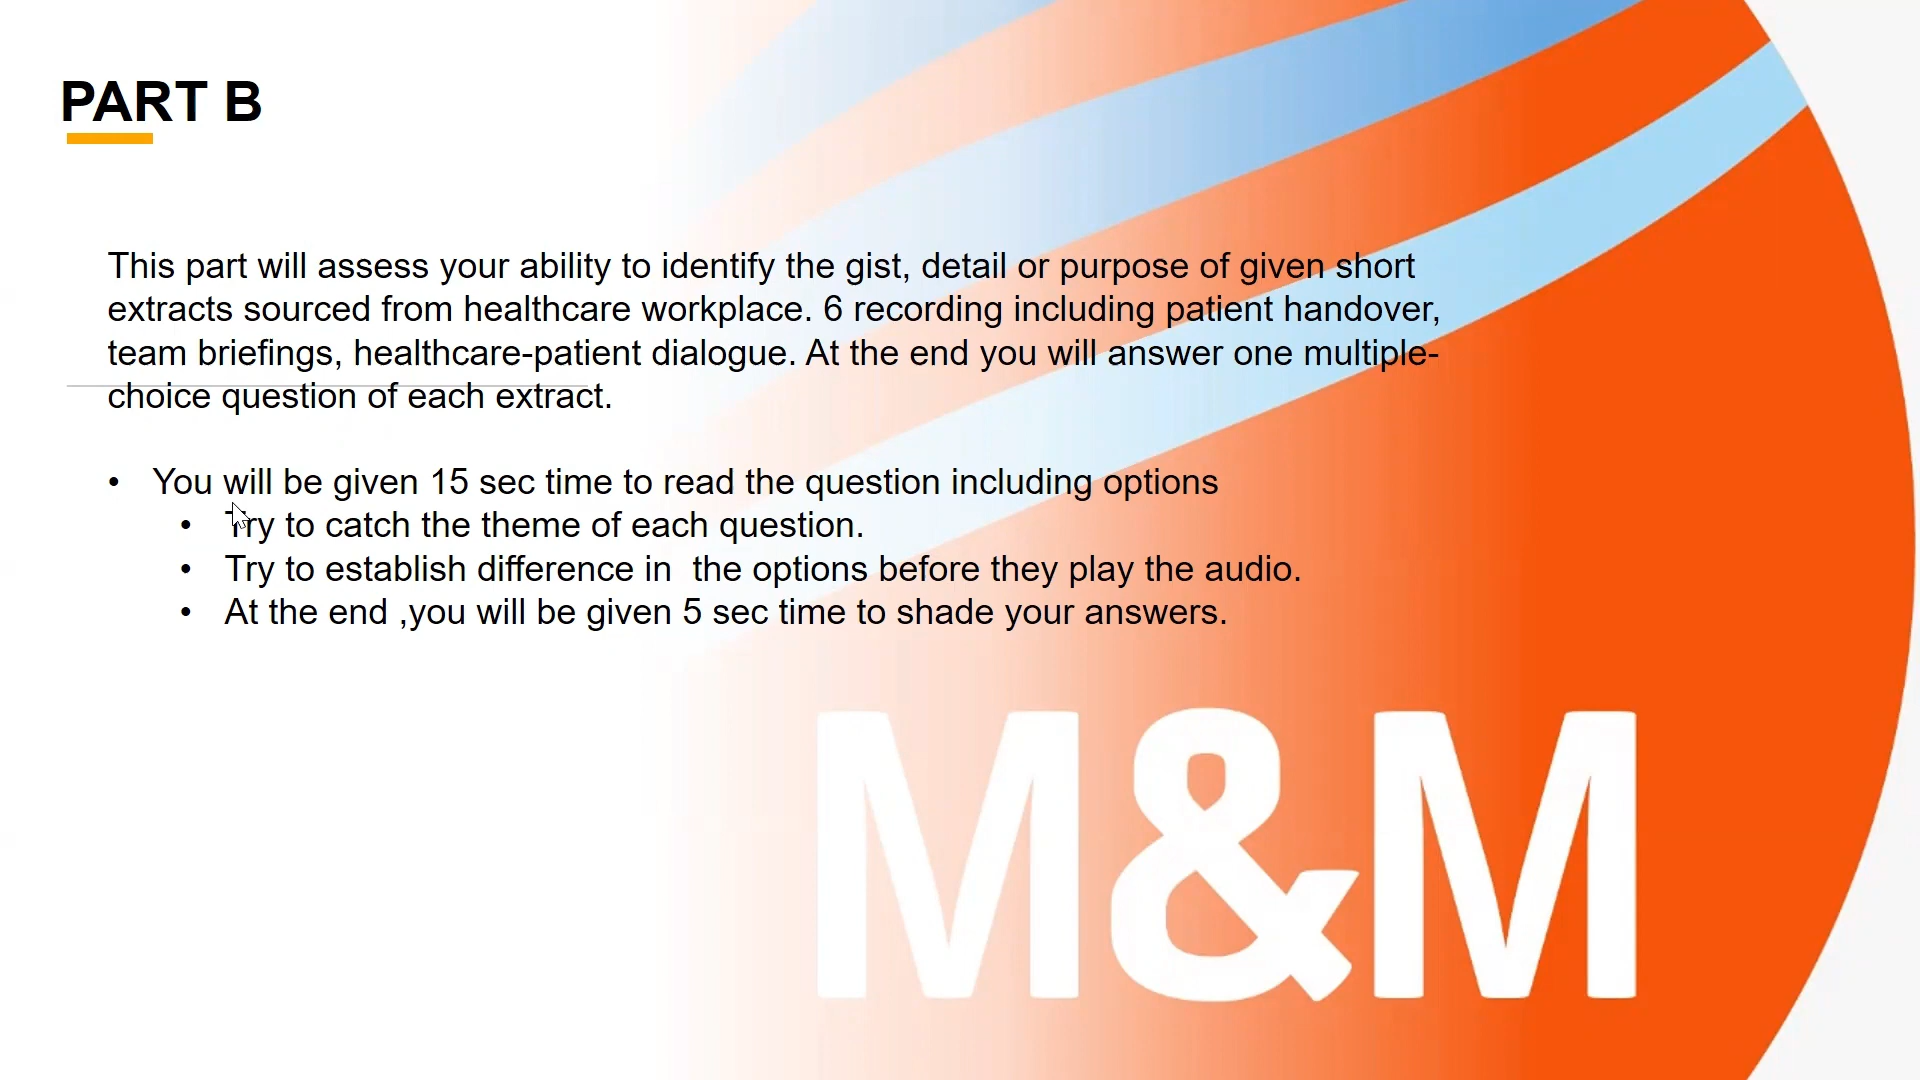 PART B
This part will assess your ability to identify the gist, detail or purpose of given short
extracts sourced from healthcare workplace. 6 recording including patient handover,
team briefings, healthcare-patient dialogue. At the end you will answer one multiple-
choice question of each extract.
• You will be given 15 sec time to read the question including options
• Try to catch the theme of each question.
• Try to establish difference in  the options before they play the audio.
• At the end ,you will be given 5 sec time to shade your answers.
M&M